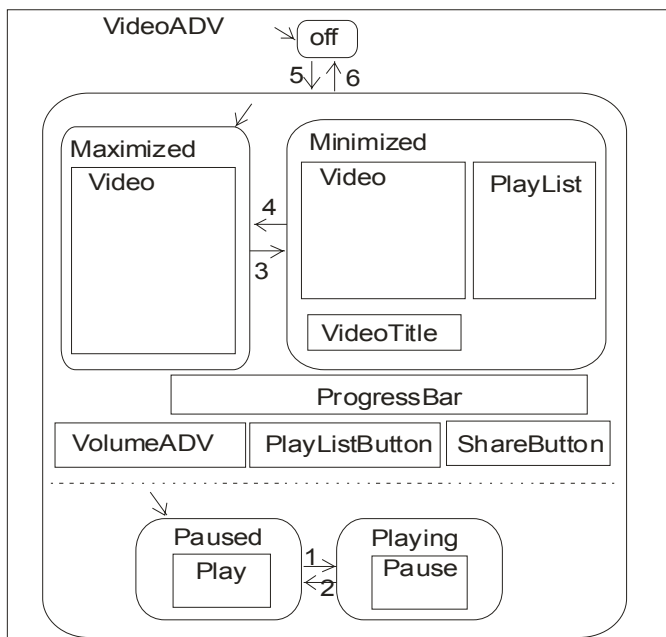 VideoADV
off
5
6
Maximized
Video
Minimized
Video
PlayList
4
3
VideoTitle
ProgressBar
VolumeADV
PlayListButton
ShareButton
Paused
Play
1
2
Playing
Pause